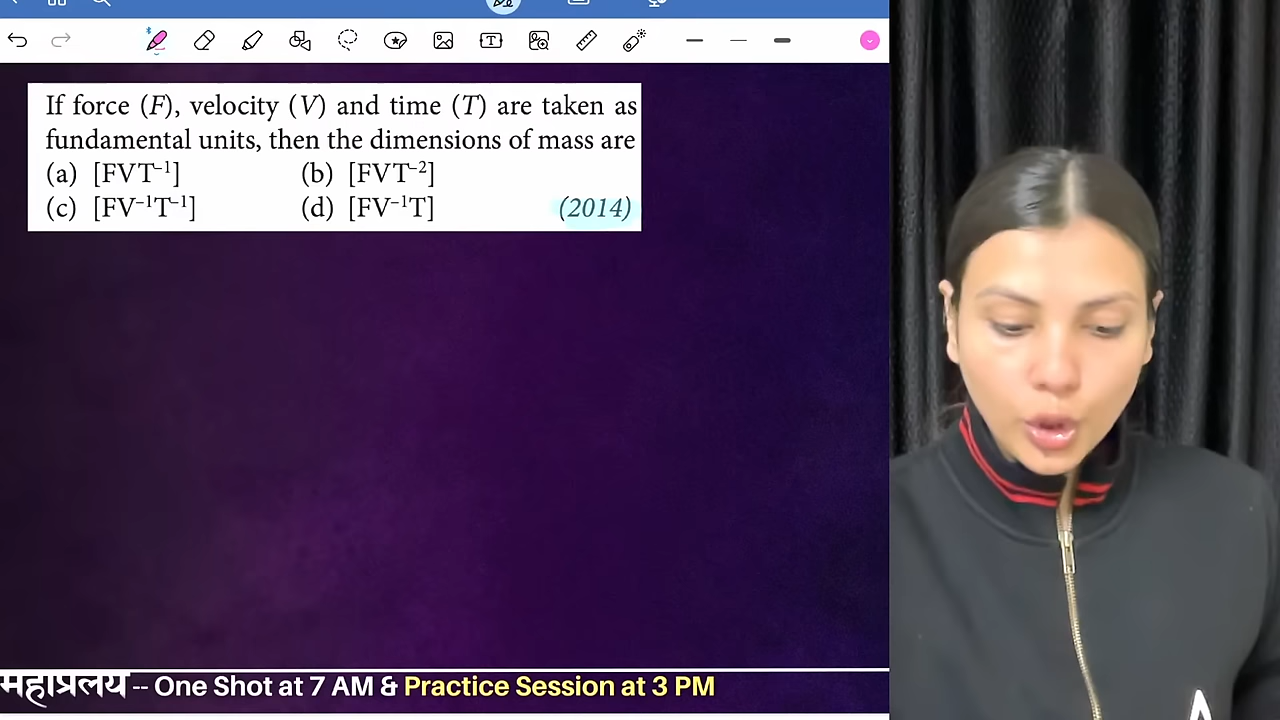 If force (F), velocity (V) and time (T) are taken as
fundamental units, then the dimensions of mass are
(a) [FVT⁻¹] (b) [FVT⁻²]
(c) [FV⁻¹T⁻¹] (d) [FV⁻¹T] (2014)
महाप्रलय -- One Shot at 7 AM & Practice Session at 3 PM